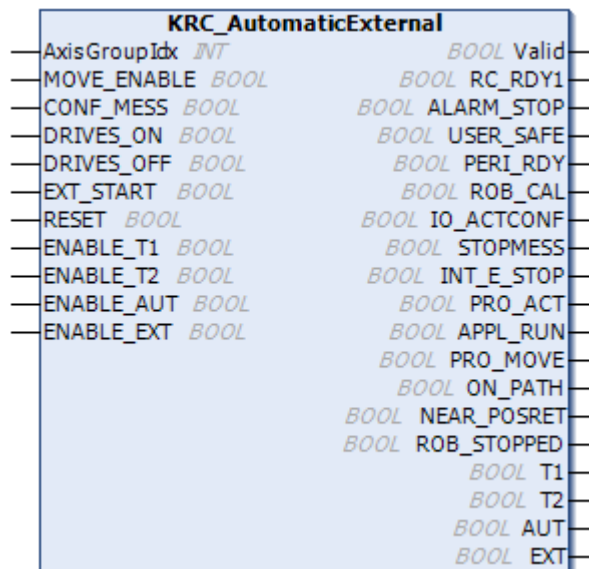 KRC_AutomaticExternal
AxisGroupIdx INT BOOL Valid
MOVE_ENABLE BOOL BOOL RC_RDY1
CONF_MESS BOOL BOOL ALARM_STOP
DRIVES_ON BOOL BOOL USER_SAFE
DRIVES_OFF BOOL BOOL PERI_RDY
EXT_START BOOL BOOL ROB_CAL
RESET BOOL BOOL IO_ACTCONF
ENABLE_T1 BOOL BOOL STOPMESS
ENABLE_T2 BOOL BOOL INT_E_STOP
ENABLE_AUT BOOL BOOL PRO_ACT
ENABLE_EXT BOOL BOOL APPL_RUN
BOOL PRO_MOVE
BOOL ON_PATH
BOOL NEAR_POSRET
BOOL ROB_STOPPED
BOOL T1
BOOL T2
BOOL AUT
BOOL EXT